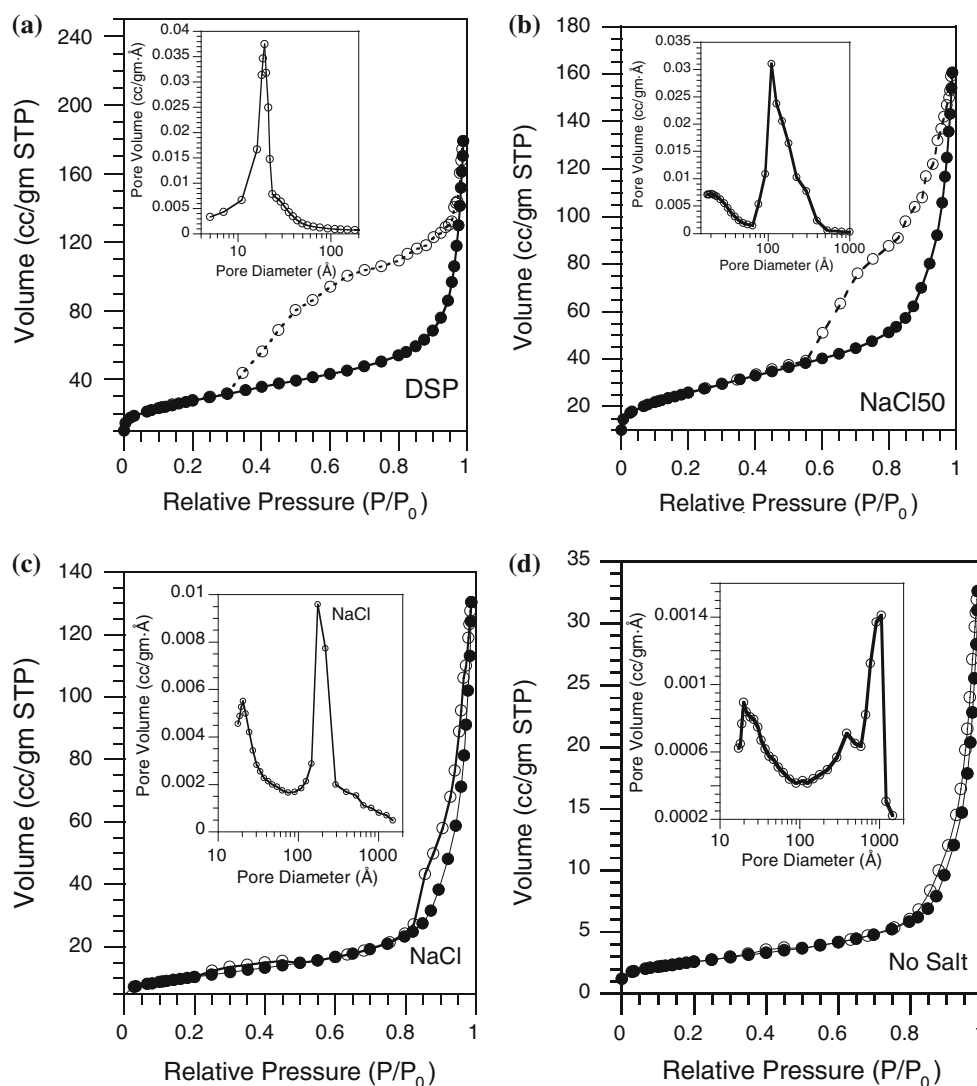 (a)
240
200
160
120
80
40
Volume (cc/gm STP)
0.04
0.035
0.03
0.025
0.02
0.015
0.01
0.005
Pore Volume (cc/gm·Å)
10 100
Pore Diameter (Å)
DSP
0 0.2 0.4 0.6 0.8 1
Relative Pressure (P/P0)
(b)
180
160
140
120
100
80
60
40
20
Volume (cc/gm STP)
0.035
0.03
0.025
0.02
0.015
0.01
0.005
0
Pore Volume (cc/gm·Å)
100 1000
Pore Diameter (Å)
NaCl50
0 0.2 0.4 0.6 0.8 1
Relative Pressure (P/P0)
(c)
140
120
100
80
60
40
20
Volume (cc/gm STP)
0.01
0.008
0.006
0.004
0.002
0
Pore Volume (cc/gm·Å)
NaCl
10 100 1000
Pore Diameter (Å)
NaCl
0 0.2 0.4 0.6 0.8 1
Relative Pressure (P/P0)
(d)
35
30
25
20
15
10
5
0
Volume (cc/gm STP)
0.0014
0.001
0.0006
0.0002
Pore Volume (cc/gm·Å)
10 100 1000
Pore Diameter (Å)
No Salt
0 0.2 0.4 0.6 0.8 1
Relative Pressure (P/P0)